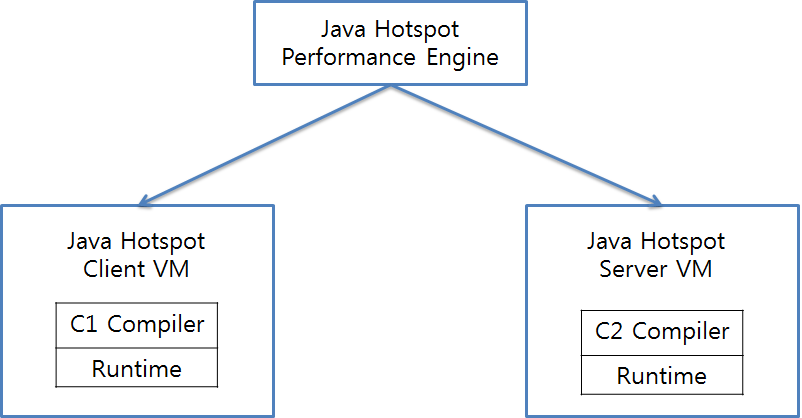 Java Hotspot
Performance Engine
Java Hotspot
Client VM
C1 Compiler
Runtime
Java Hotspot
Server VM
C2 Compiler
Runtime